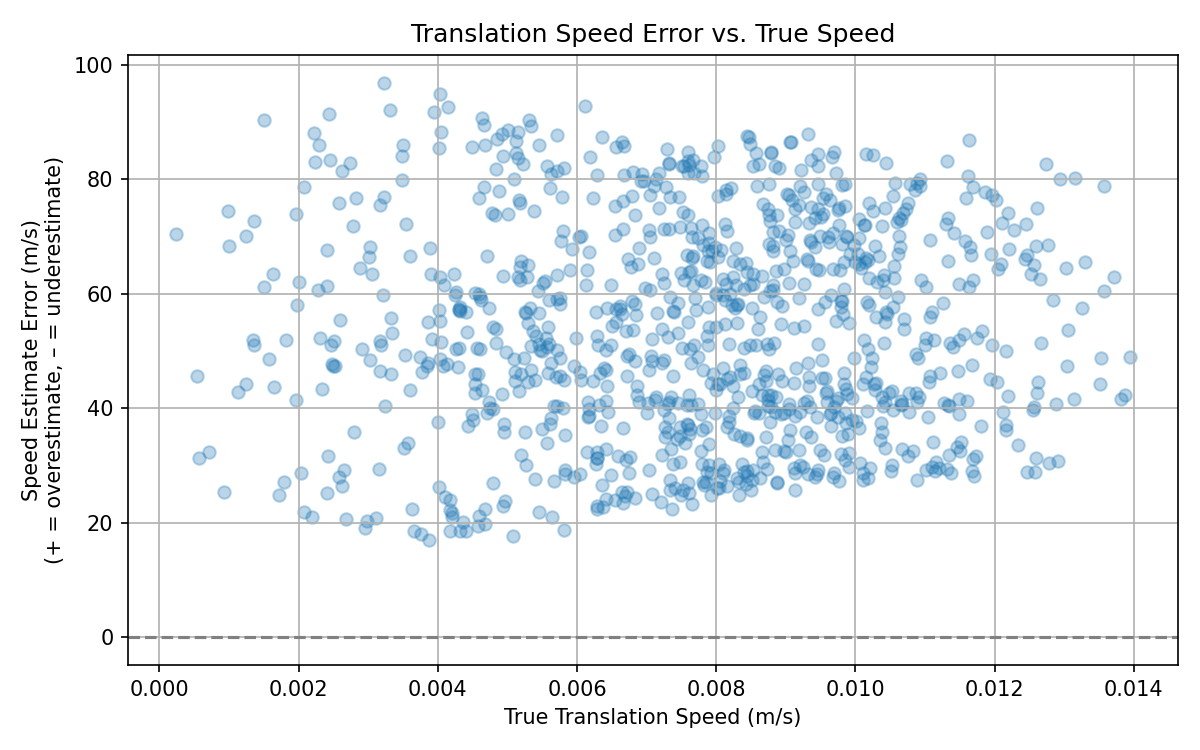 Translation Speed Error vs. True Speed
Speed Estimate Error (m/s)
(+ = overestimate, – = underestimate)
100
80
60
40
20
0
0.000 0.002 0.004 0.006 0.008 0.010 0.012 0.014
True Translation Speed (m/s)